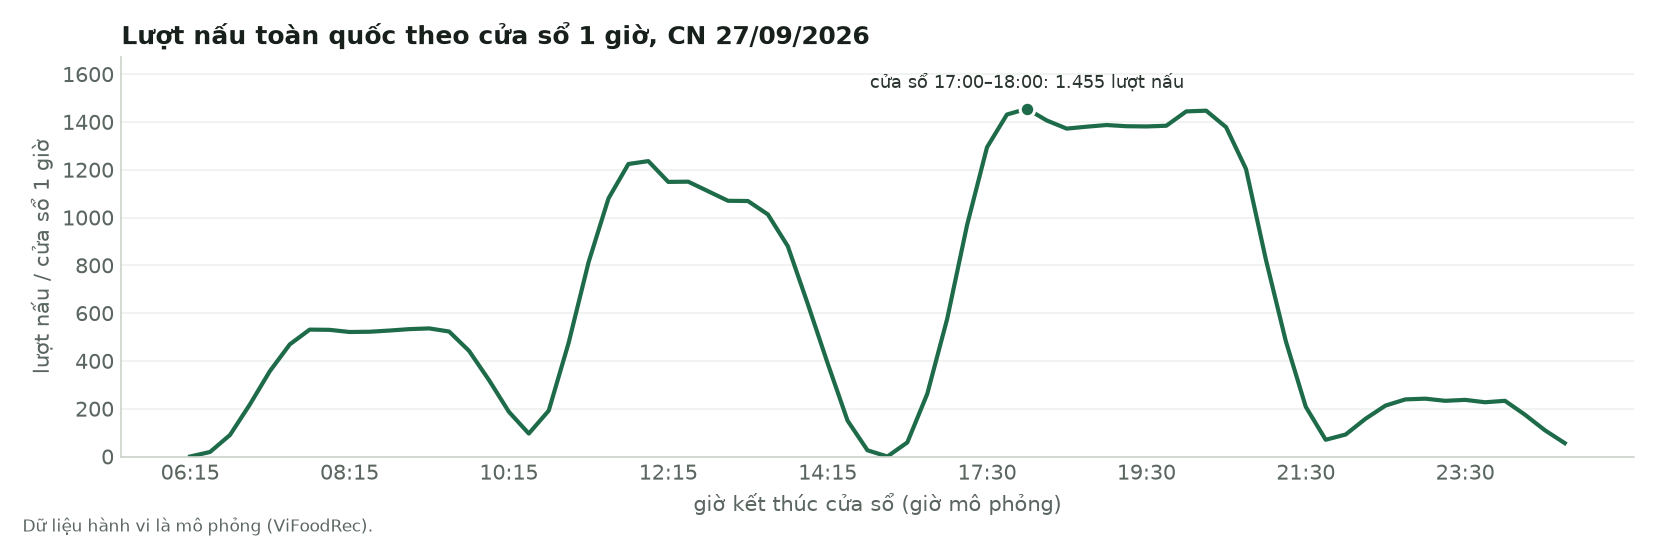 Lượt nấu toàn quốc theo cửa sổ 1 giờ, CN 27/09/2026
cửa sổ 17:00–18:00: 1.455 lượt nấu
lượt nấu / cửa sổ 1 giờ
1600
1400
1200
1000
800
600
400
200
0
06:15 08:15 10:15 12:15 14:15 17:30 19:30 21:30 23:30
giờ kết thúc cửa sổ (giờ mô phỏng)
Dữ liệu hành vi là mô phỏng (ViFoodRec).